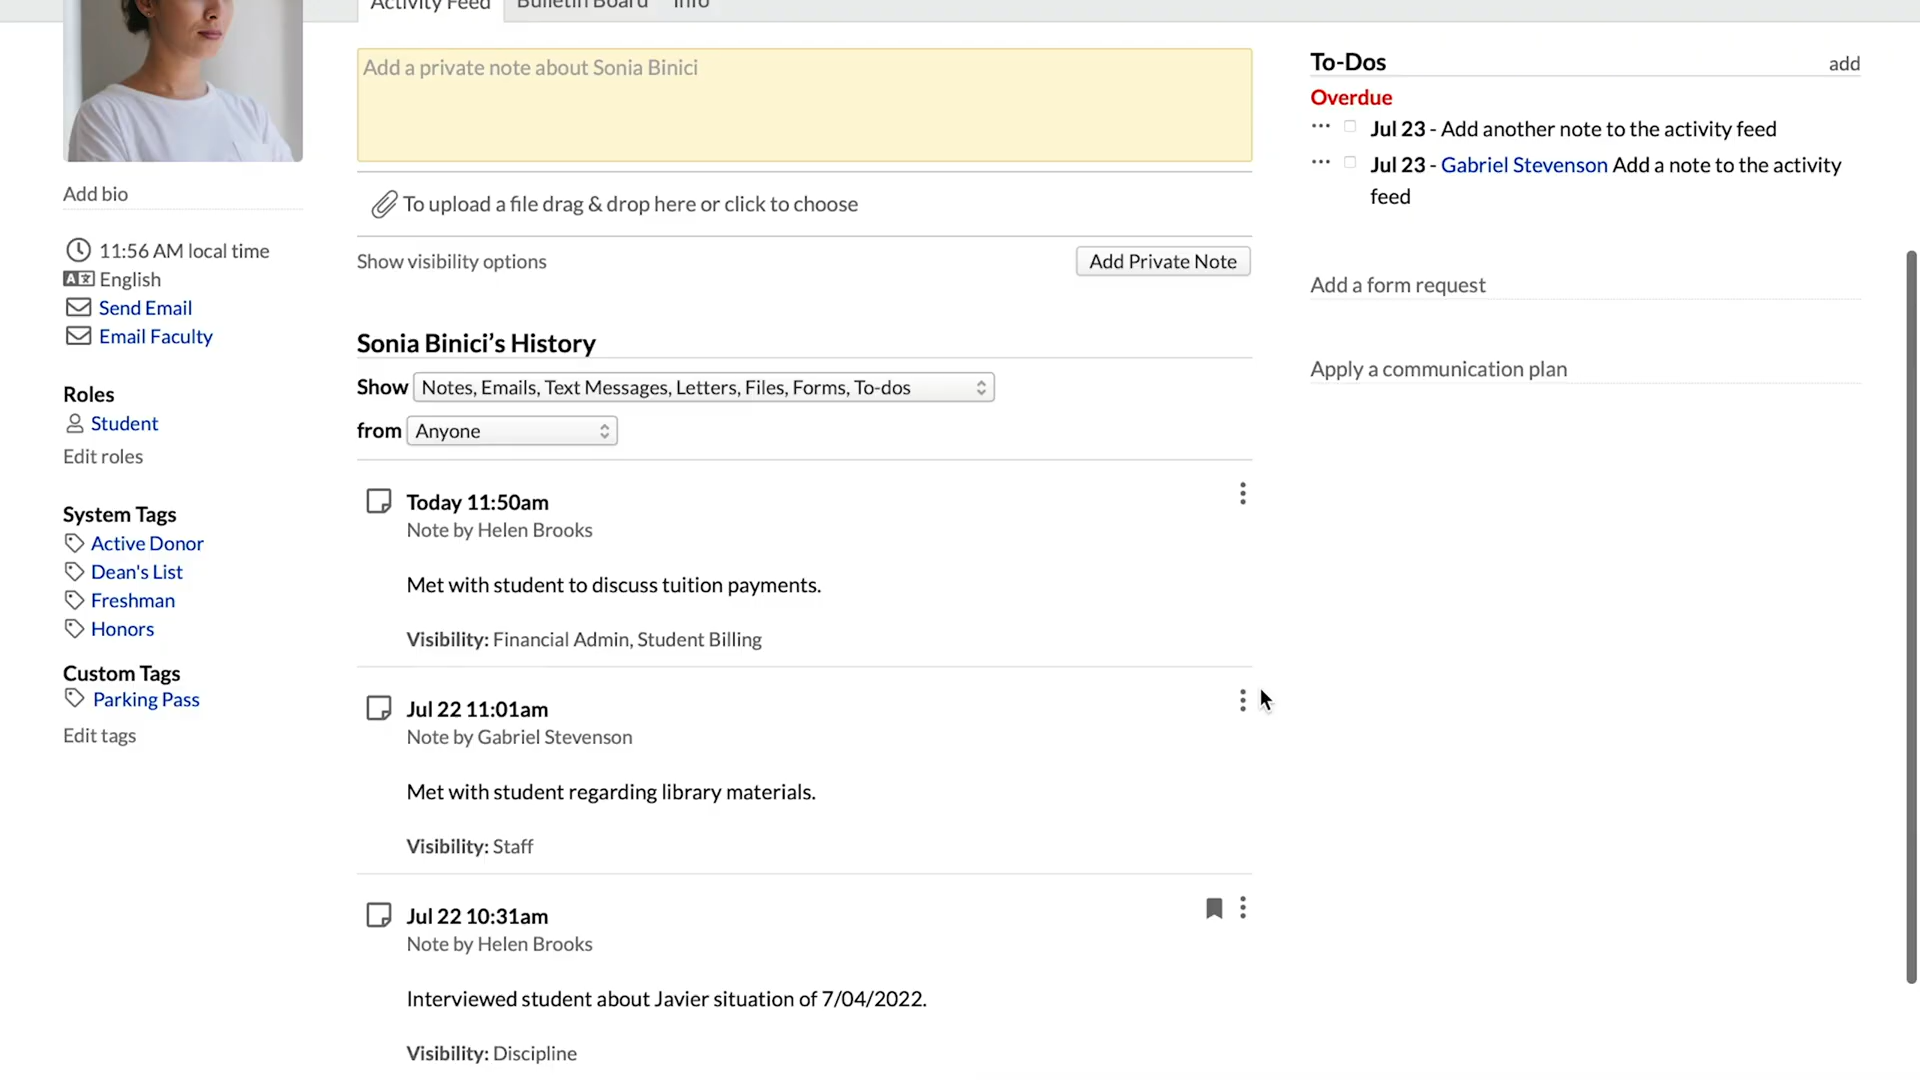 Activity Feed
Bulletin Board
Info
Add a private note about Sonia Binici
To upload a file drag & drop here or click to choose
Show visibility options
Add Private Note
Add bio
11:56 AM local time
English
Send Email
Email Faculty
Roles
Student
Edit roles
System Tags
Active Donor
Dean's List
Freshman
Honors
Custom Tags
Parking Pass
Edit tags
Sonia Binici’s History
Show Notes, Emails, Text Messages, Letters, Files, Forms, To-dos
from Anyone
Today 11:50am
Note by Helen Brooks
Met with student to discuss tuition payments.
Visibility: Financial Admin, Student Billing
Jul 22 11:01am
Note by Gabriel Stevenson
Met with student regarding library materials.
Visibility: Staff
Jul 22 10:31am
Note by Helen Brooks
Interviewed student about Javier situation of 7/04/2022.
Visibility: Discipline
To-Dos
add
Overdue
Jul 23 - Add another note to the activity feed
Jul 23 - Gabriel Stevenson Add a note to the activity
feed
Add a form request
Apply a communication plan